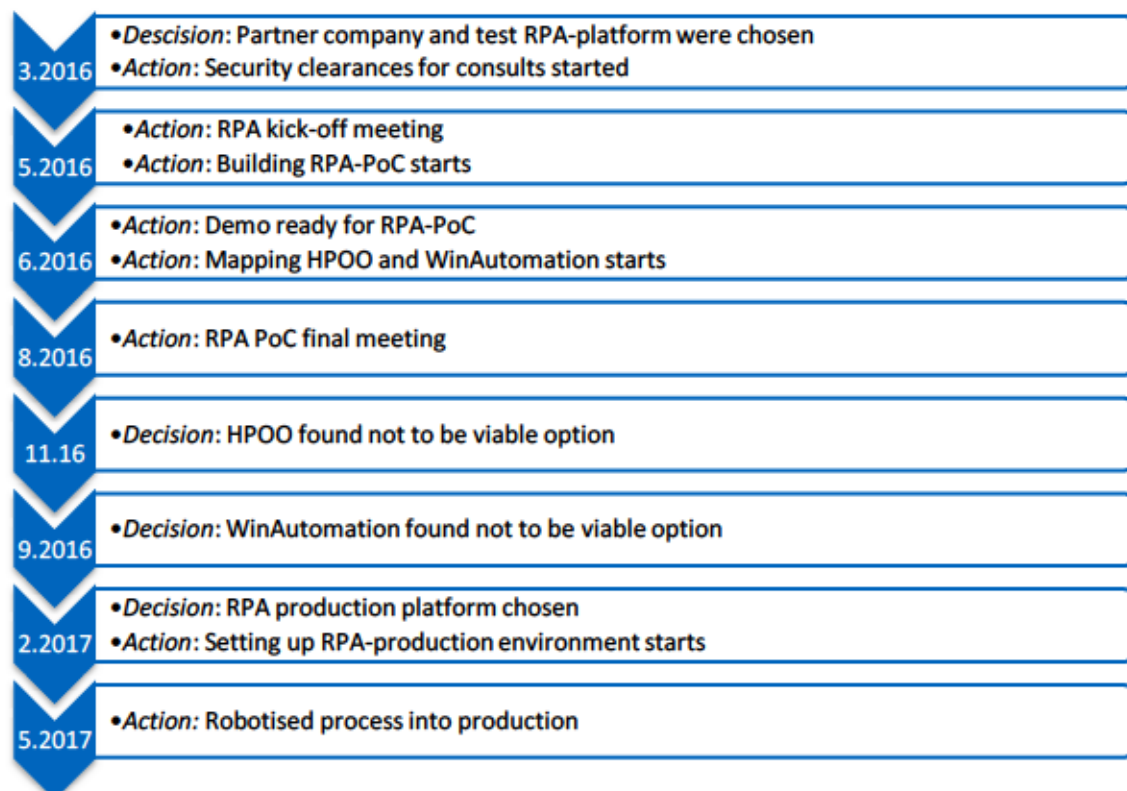 3.2016
•Descision: Partner company and test RPA-platform were chosen
•Action: Security clearances for consults started
5.2016
•Action: RPA kick-off meeting
•Action: Building RPA-PoC starts
6.2016
•Action: Demo ready for RPA-PoC
•Action: Mapping HPOO and WinAutomation starts
8.2016
•Action: RPA PoC final meeting
11.16
•Decision: HPOO found not to be viable option
9.2016
•Decision: WinAutomation found not to be viable option
2.2017
•Decision: RPA production platform chosen
•Action: Setting up RPA-production environment starts
5.2017
•Action: Robotised process into production